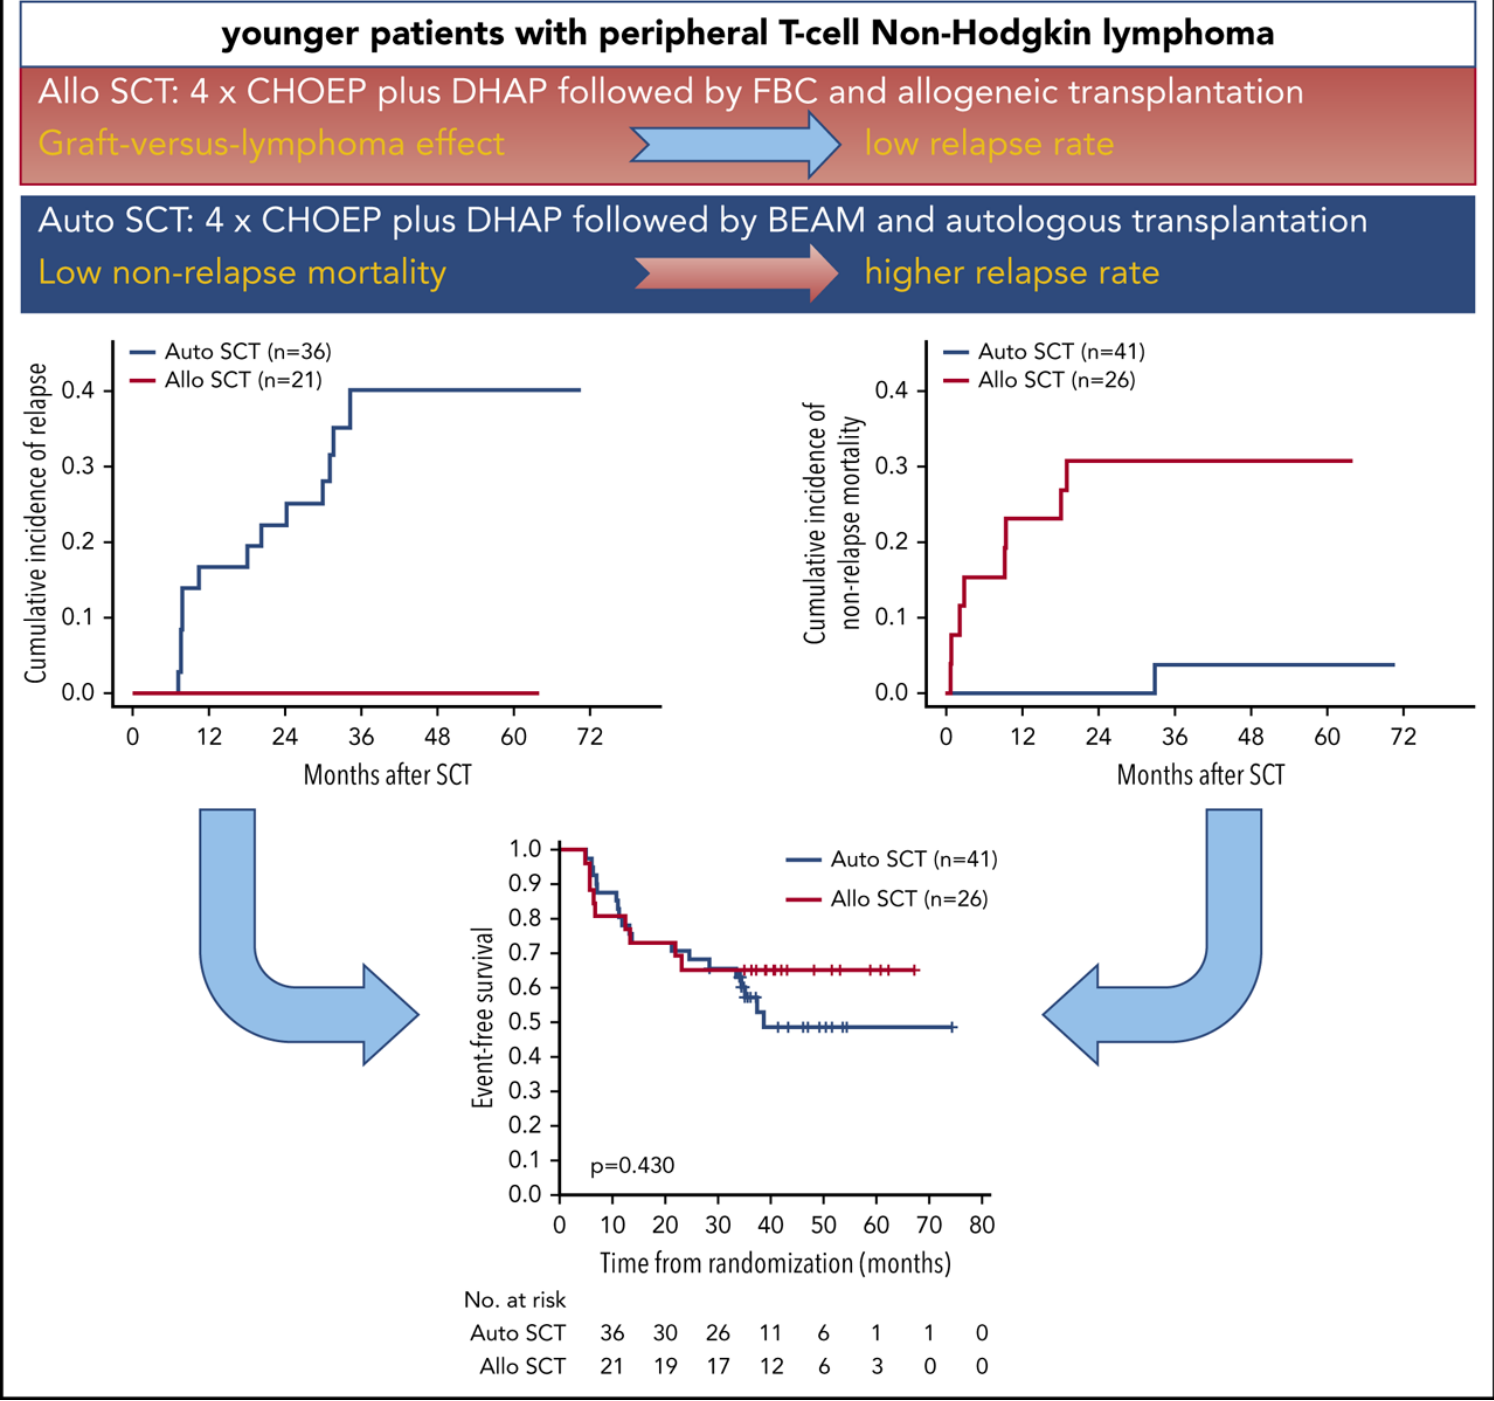 younger patients with peripheral T-cell Non-Hodgkin lymphoma
Allo SCT: 4 x CHOEP plus DHAP followed by FBC and allogeneic transplantation
Graft-versus-lymphoma effect low relapse rate
Auto SCT: 4 x CHOEP plus DHAP followed by BEAM and autologous transplantation
Low non-relapse mortality higher relapse rate
Cumulative incidence of relapse
Auto SCT (n=36)
Allo SCT (n=21)
0.4
0.3
0.2
0.1
0.0
0 12 24 36 48 60 72
Months after SCT
Cumulative incidence of
non-relapse mortality
Auto SCT (n=41)
Allo SCT (n=26)
0.4
0.3
0.2
0.1
0.0
0 12 24 36 48 60 72
Months after SCT
Event-free survival
1.0
0.9
0.8
0.7
0.6
0.5
0.4
0.3
0.2
0.1
0.0
Auto SCT (n=41)
Allo SCT (n=26)
p=0.430
0 10 20 30 40 50 60 70 80
Time from randomization (months)
No. at risk
Auto SCT 36 30 26 11 6 1 1 0
Allo SCT 21 19 17 12 6 3 0 0